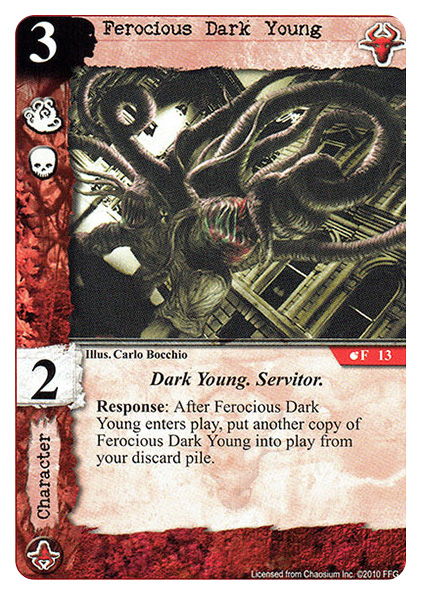 3
Ferocious Dark Young
Illus. Carlo Bocchio
F 13
2
Dark Young. Servitor.
Response: After Ferocious Dark
Young enters play, put another copy of
Ferocious Dark Young into play from
your discard pile.
Character
Licensed from Chaosium Inc. ©2010 FFG